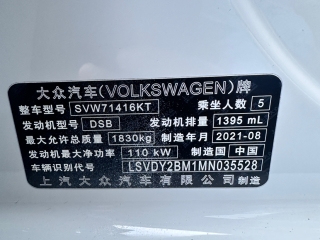 大众汽车(VOLKSWAGEN)牌
整车型号 SVW71416KT 乘坐人数 5
发动机型号 DSB 发动机排量 1395 mL
最大允许总质量 1830kg 制造年月 2021-08
发动机最大净功率 110 kW 制造国 中国
车辆识别代号 LSVDY2BM1MN035528
上汽大众汽车有限公司制造